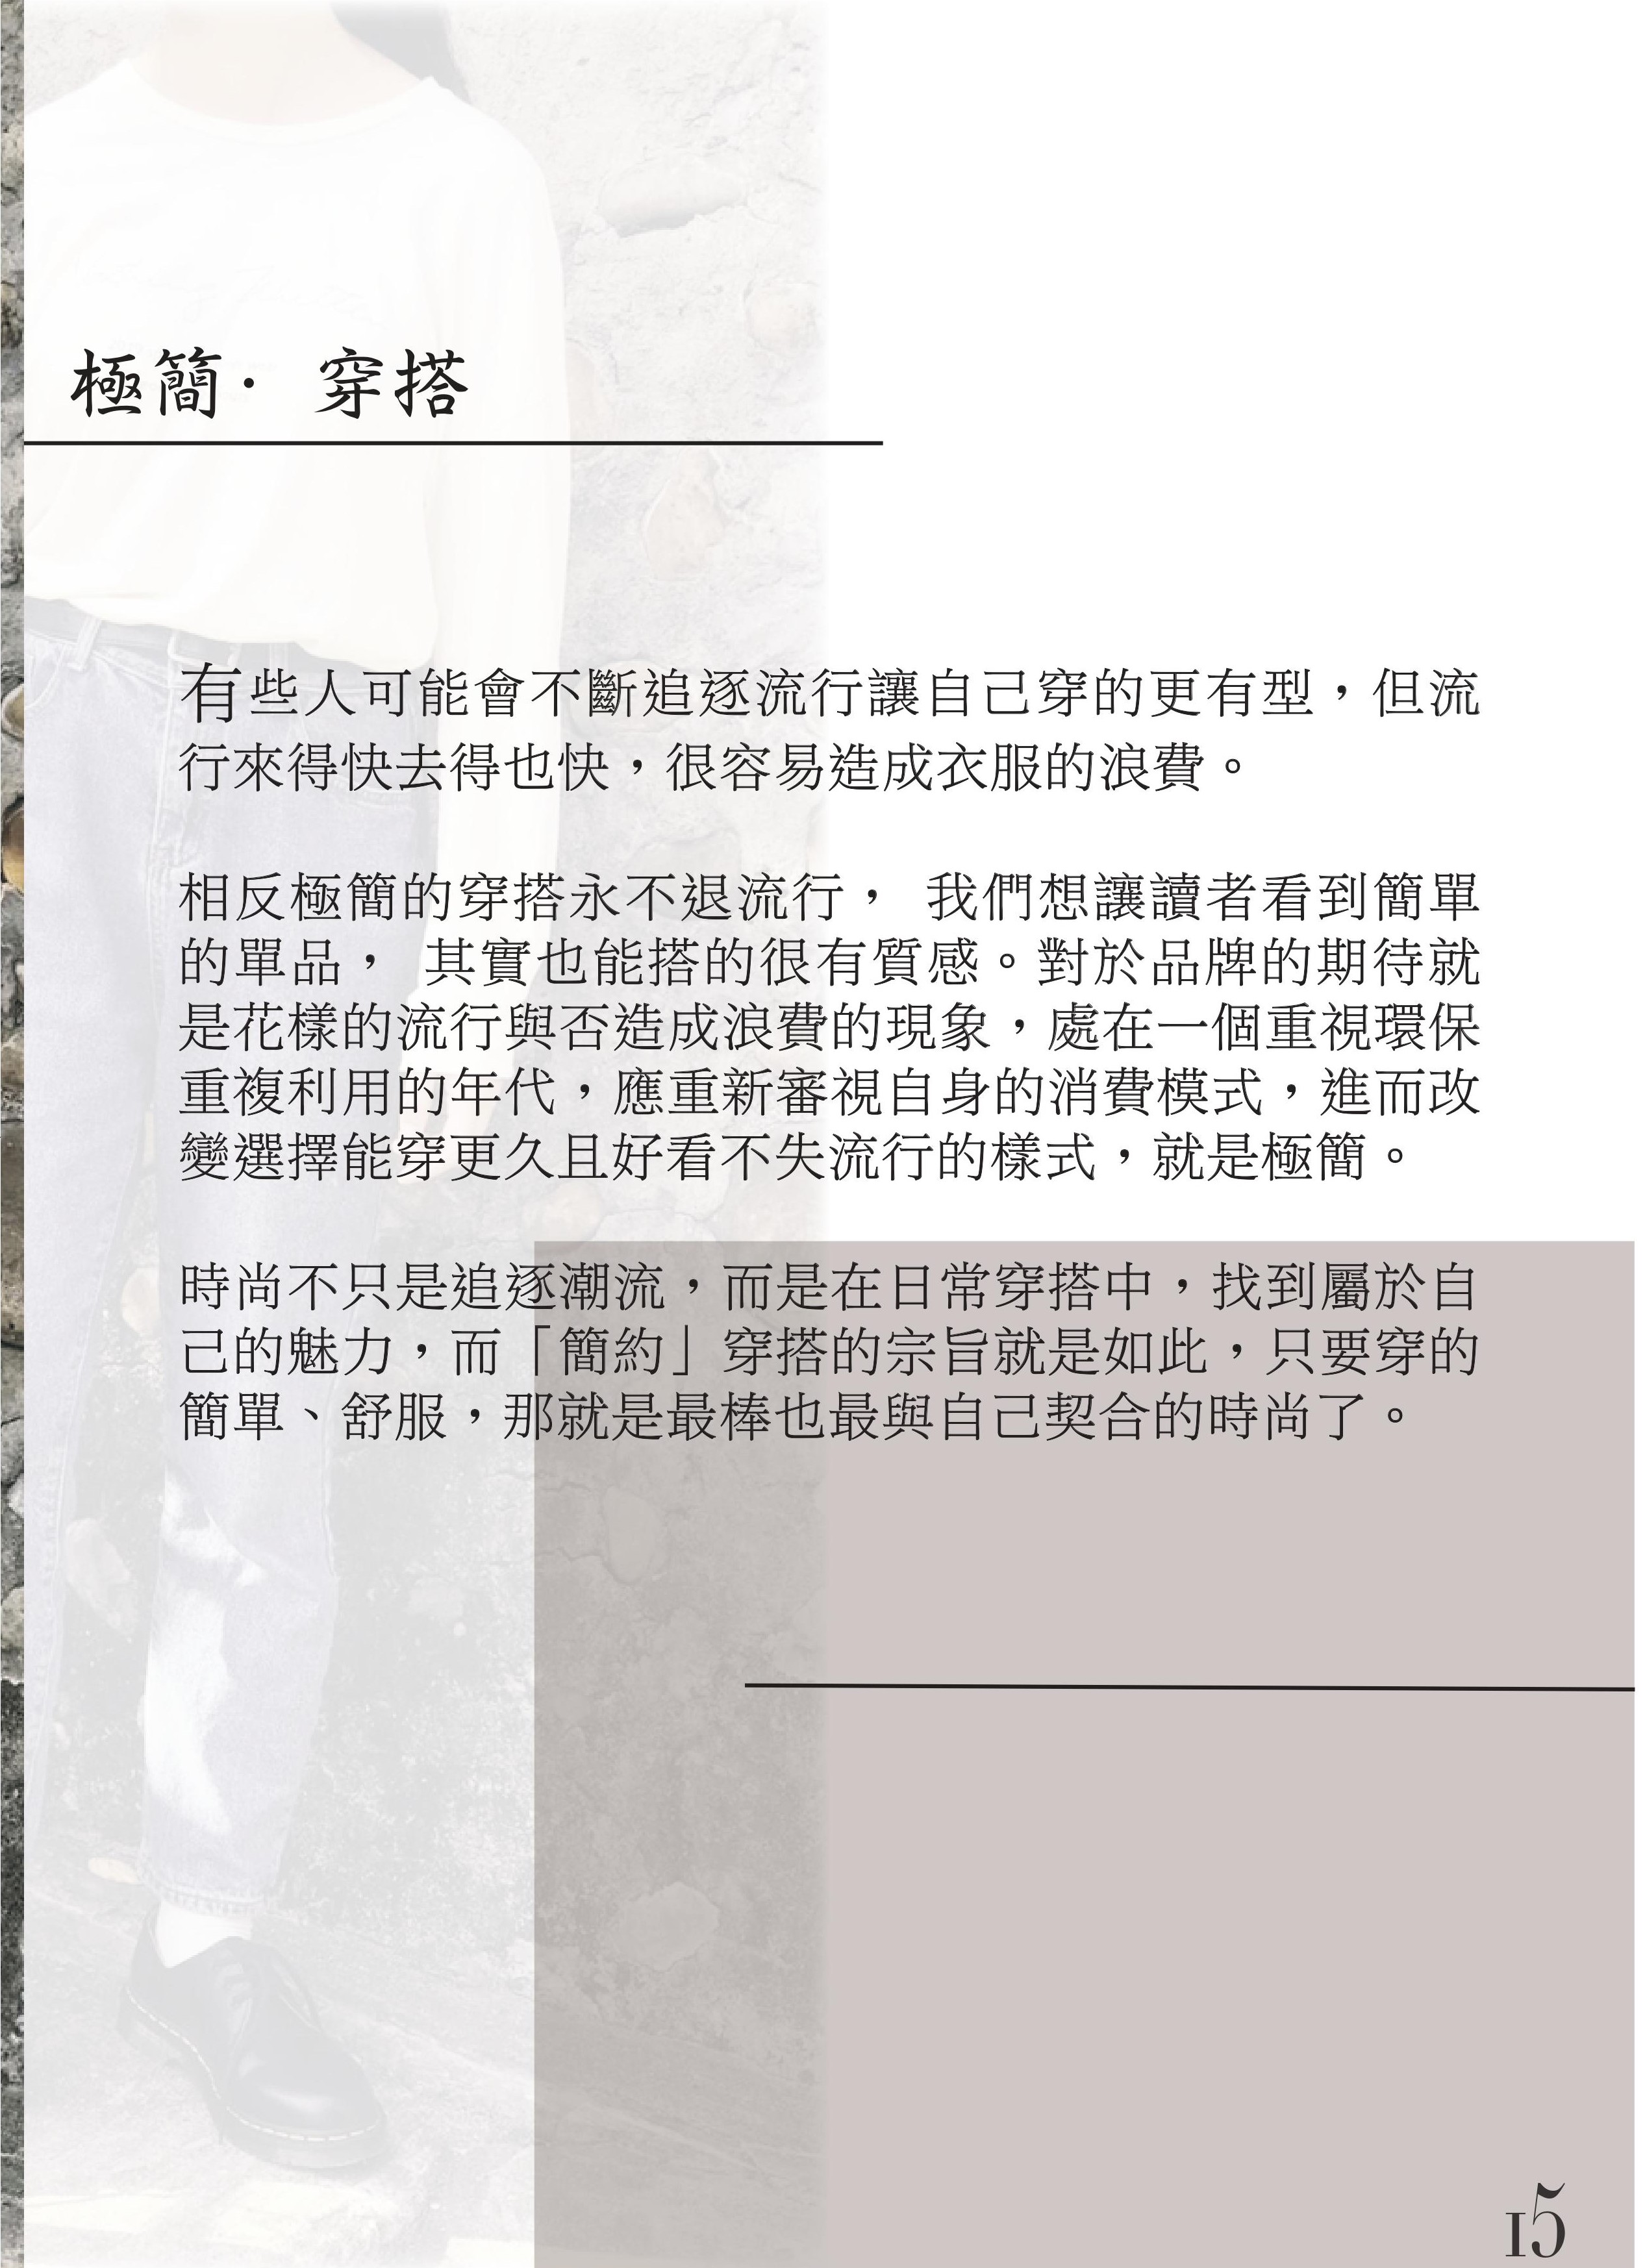 極簡· 穿搭
有些人可能會不斷追逐流行讓自己穿的更有型，但流
行來得快去得也快，很容易造成衣服的浪費。
相反極簡的穿搭永不退流行， 我們想讓讀者看到簡單
的單品， 其實也能搭的很有質感。對於品牌的期待就
是花樣的流行與否造成浪費的現象，處在一個重視環保
重複利用的年代，應重新審視自身的消費模式，進而改
變選擇能穿更久且好看不失流行的樣式，就是極簡。
時尚不只是追逐潮流，而是在日常穿搭中，找到屬於自
己的魅力，而「簡約」穿搭的宗旨就是如此，只要穿的
簡單、舒服，那就是最棒也最與自己契合的時尚了。
15